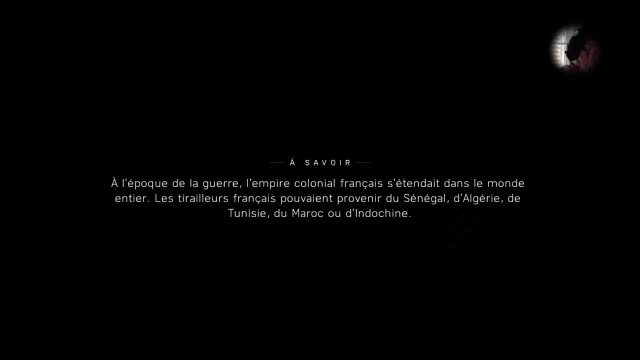 À SAVOIR
À l'époque de la guerre, l'empire colonial français s'étendait dans le monde
entier. Les tirailleurs français pouvaient provenir du Sénégal, d'Algérie, de
Tunisie, du Maroc ou d'Indochine.